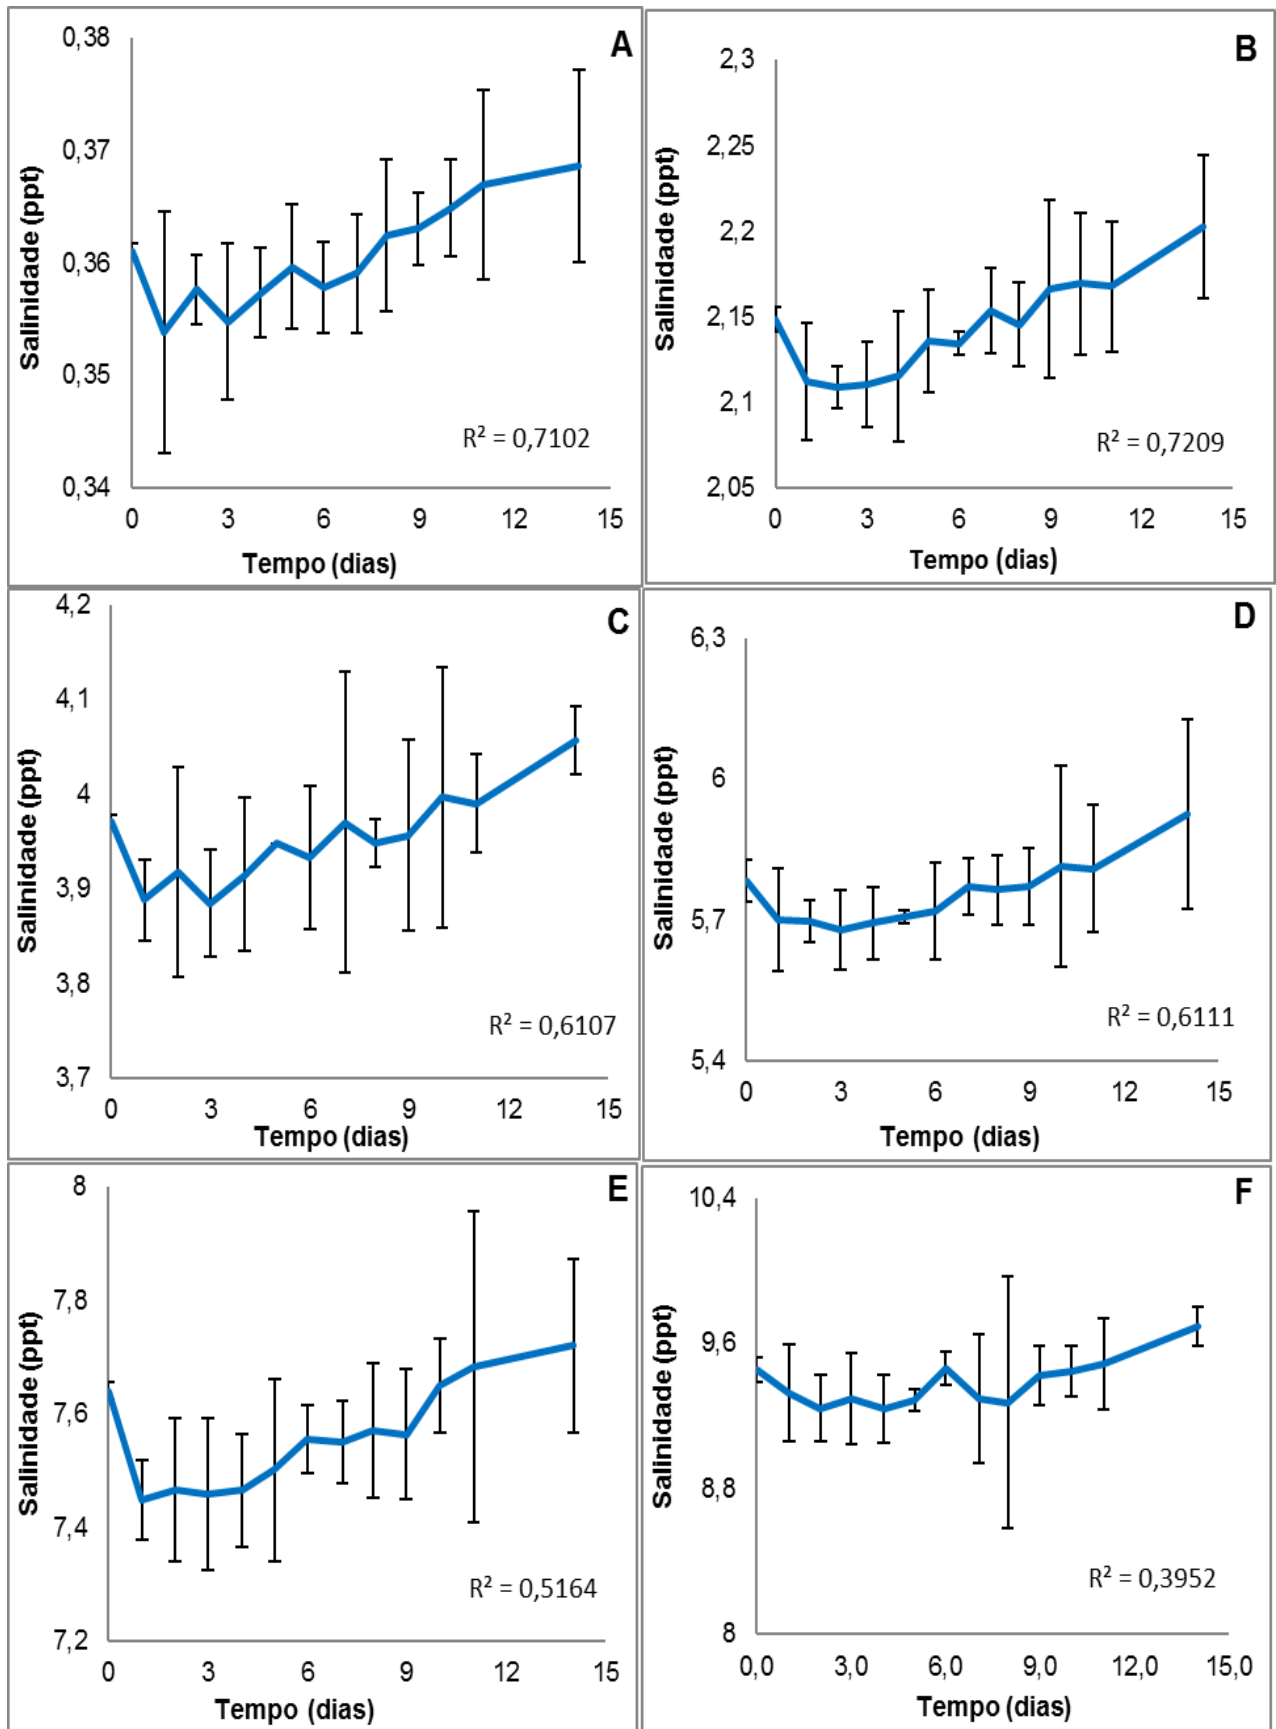 A
Salinidade (ppt)
0,38
0,37
0,36
0,35
0,34
R² = 0,7102
0 3 6 9 12 15
Tempo (dias)
B
Salinidade (ppt)
2,3
2,25
2,2
2,15
2,1
2,05
R² = 0,7209
0 3 6 9 12 15
Tempo (dias)
C
Salinidade (ppt)
4,2
4,1
4
3,9
3,8
3,7
R² = 0,6107
0 3 6 9 12 15
Tempo (dias)
D
Salinidade (ppt)
6,3
6
5,7
5,4
R² = 0,6111
0 3 6 9 12 15
Tempo (dias)
E
Salinidade (ppt)
8
7,8
7,6
7,4
7,2
R² = 0,5164
0 3 6 9 12 15
Tempo (dias)
F
Salinidade (ppt)
10,4
9,6
8,8
8
R² = 0,3952
0,0 3,0 6,0 9,0 12,0 15,0
Tempo (dias)